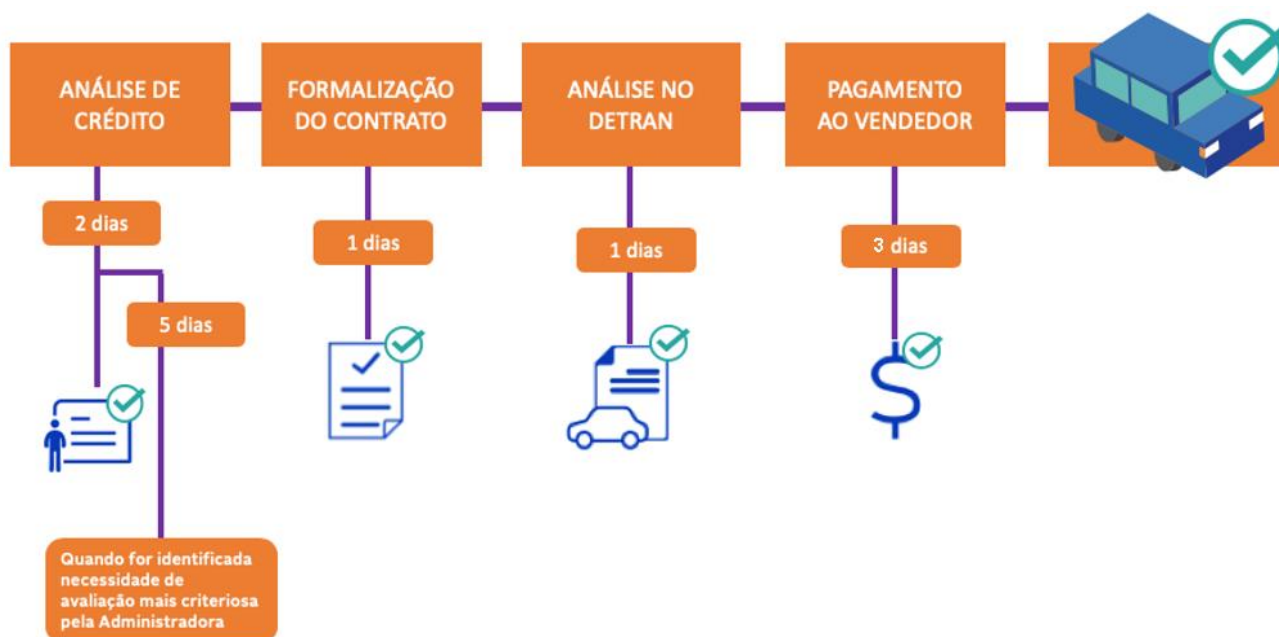 ANÁLISE DE
CRÉDITO
FORMALIZAÇÃO
DO CONTRATO
ANÁLISE NO
DETRAN
PAGAMENTO
AO VENDEDOR
2 dias
5 dias
1 dias
1 dias
3 dias
Quando for identificada
necessidade de
avaliação mais criteriosa
pela Administradora